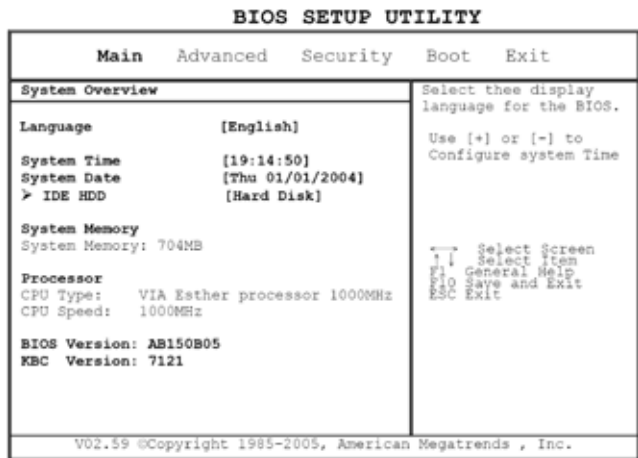 BIOS SETUP UTILITY
Main Advanced Security Boot Exit
System Overview
Language [English]
System Time [19:14:50]
System Date [Thu 01/01/2004]
➤ IDE HDD [Hard Disk]
System Memory
System Memory: 704MB
Processor
CPU Type: VIA Esther processor 1000MHz
CPU Speed: 1000MHz
BIOS Version: AB150B05
KBC Version: 7121
Select thee display
language for the BIOS.
Use [+] or [-] to
Configure system Time
←→ Select Screen
↑↓ Select Item
F1 General Help
F10 Save and Exit
ESC Exit
V02.59 ©Copyright 1985-2005, American Megatrends , Inc.